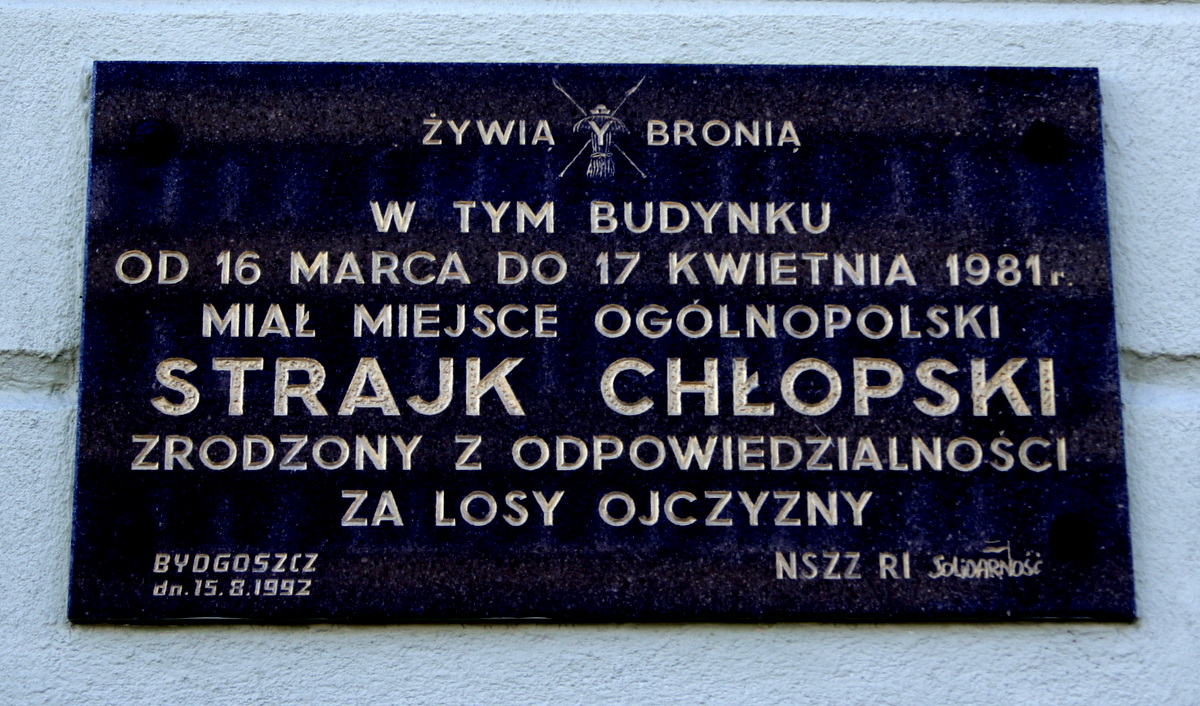 ŻYWIĄ Y BRONIĄ
W TYM BUDYNKU
OD 16 MARCA DO 17 KWIETNIA 1981 r.
MIAŁ MIEJSCE OGÓLNOPOLSKI
STRAJK CHŁOPSKI
ZRODZONY Z ODPOWIEDZIALNOŚCI
ZA LOSY OJCZYZNY
BYDGOSZCZ
dn. 15.8.1992
NSZZ RI SOLIDARNOŚĆ